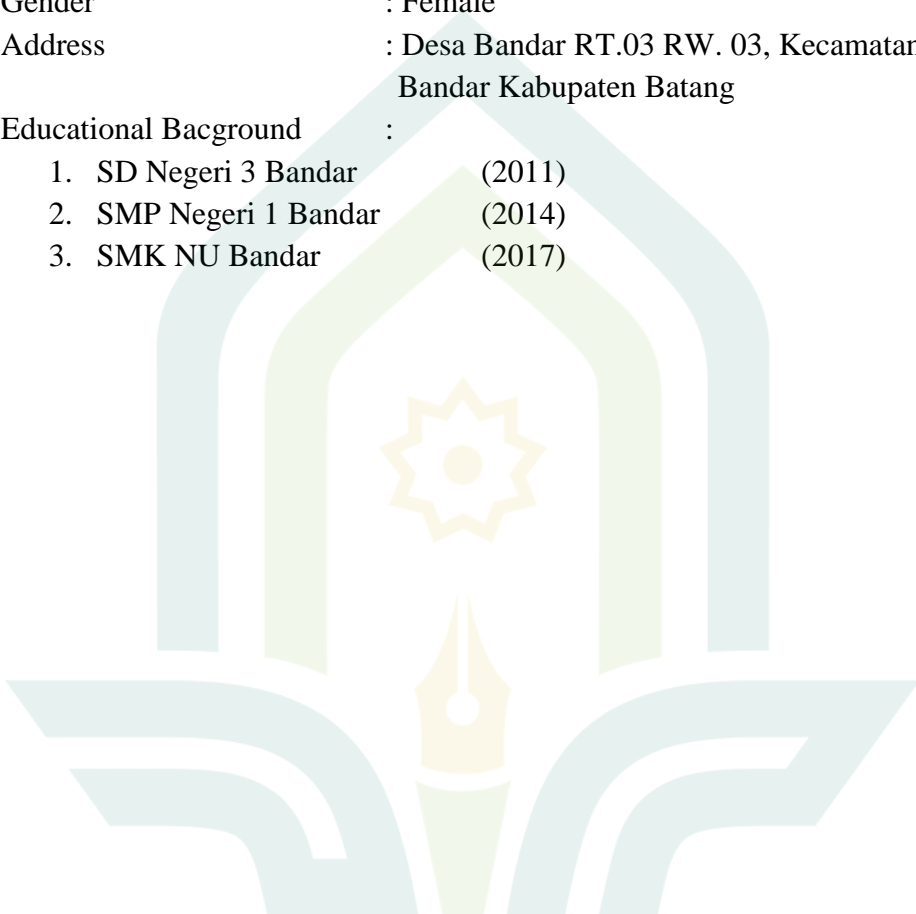 Gender : Female
Address : Desa Bandar RT.03 RW. 03, Kecamatan
Bandar Kabupaten Batang
Educational Bacground :
1. SD Negeri 3 Bandar (2011)
2. SMP Negeri 1 Bandar (2014)
3. SMK NU Bandar (2017)